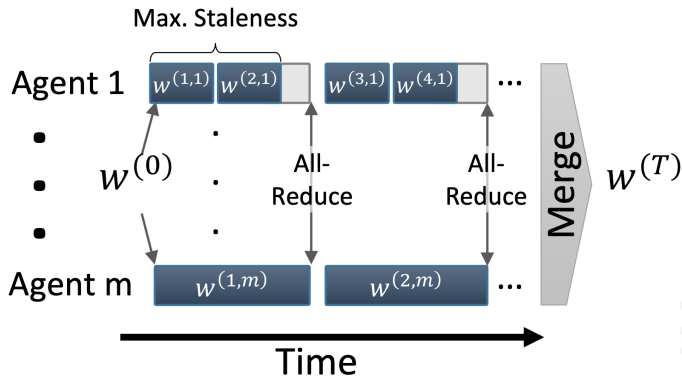 Max. Staleness
Agent 1 w^(1,1) w^(2,1) w^(3,1) w^(4,1) ...
w^(0) All-Reduce All-Reduce Merge w^(T)
Agent m w^(1,m) w^(2,m) ...
Time